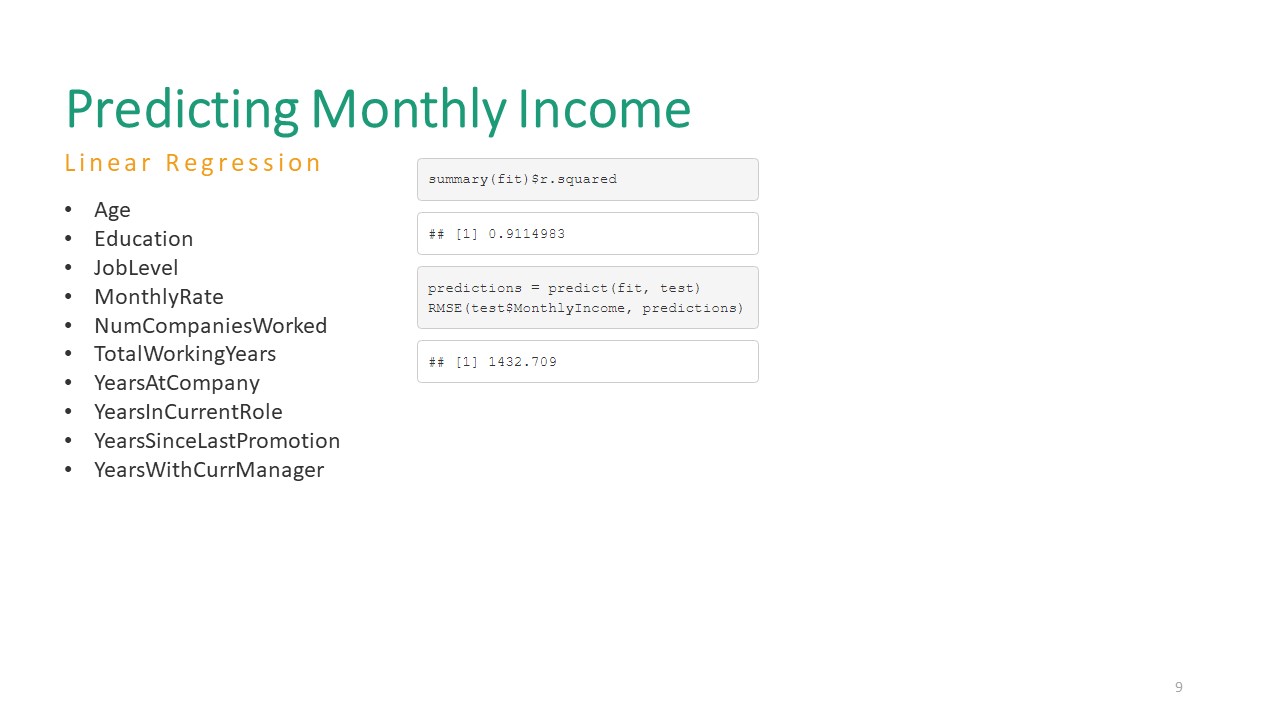 Predicting Monthly Income
Linear Regression
• Age
• Education
• JobLevel
• MonthlyRate
• NumCompaniesWorked
• TotalWorkingYears
• YearsAtCompany
• YearsInCurrentRole
• YearsSinceLastPromotion
• YearsWithCurrManager
summary(fit)$r.squared
## [1] 0.9114983
predictions = predict(fit, test)
RMSE(test$MonthlyIncome, predictions)
## [1] 1432.709
9